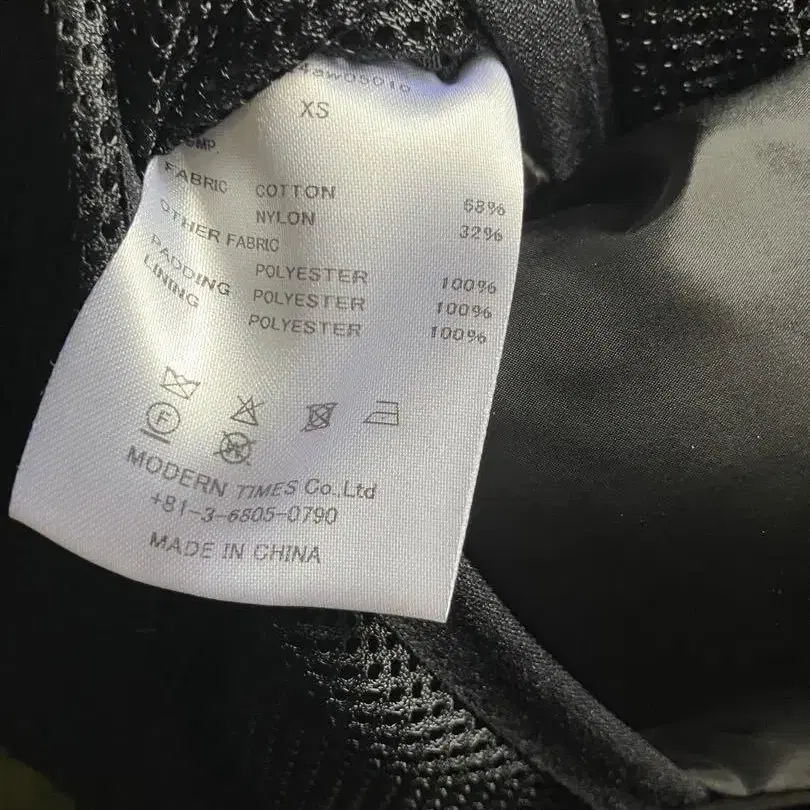 XS
FABRIC COTTON 68%
NYLON 32%
OTHER FABRIC
POLYESTER 100%
PADDING POLYESTER 100%
LINING POLYESTER 100%
F
MODERN TIMES Co.,Ltd
+81-3-6805-0790
MADE IN CHINA